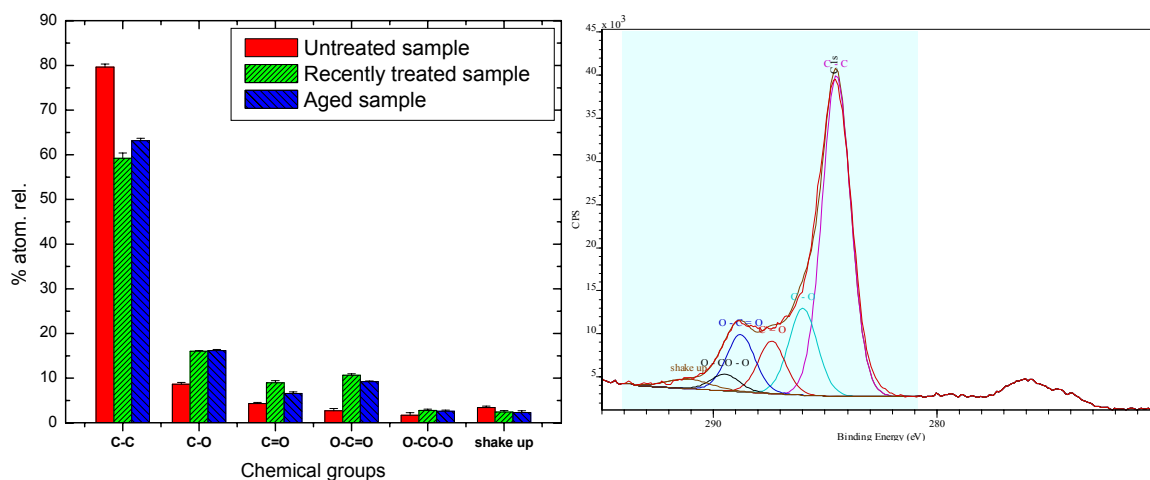 90
80
70
60
50
40
30
20
10
0
% atom. rel.
Untreated sample
Recently treated sample
Aged sample
C-C
C-O
C=O
O-C=O
O-CO-O
shake up
Chemical groups
x 10³
45
40
35
30
25
20
15
10
5
CPS
C 1s
C - C
C - C
O - C = O
C = O
O - CO - O
shake up
290
280
Binding Energy (eV)